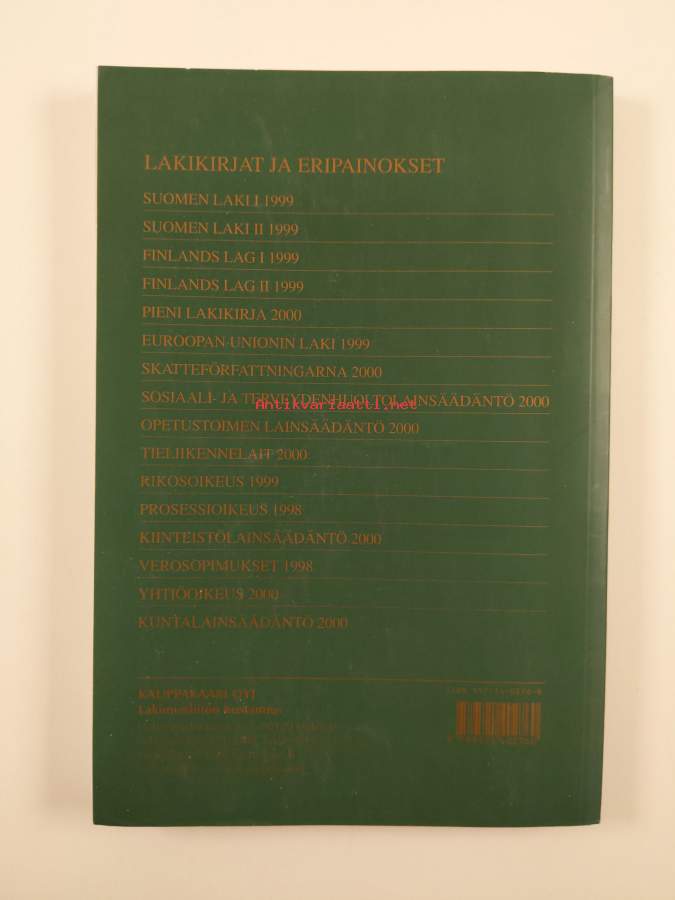 LAKIKIRJAT JA ERIPAINOKSET
SUOMEN LAKI I 1999
SUOMEN LAKI II 1999
FINLANDS LAG I 1999
FINLANDS LAG II 1999
PIENI LAKIKIRJA 2000
EUROOPAN UNIONIN LAKI 1999
SKATTEFÖRFATTNINGARNA 2000
SOSIAALI- JA TERVEYDENHUOLTOLAINSÄÄDÄNTÖ 2000
Antikvariaatti.net
OPETUSTOIMEN LAINSÄÄDÄNTÖ 2000
TIELIIKENNELAIT 2000
RIKOSOIKEUS 1999
PROSESSIOIKEUS 1998
KIINTEISTÖLAINSÄÄDÄNTÖ 2000
VEROSOPIMUKSET 1998
YHTIÖOIKEUS 2000
KUNTALAINSÄÄDÄNTÖ 2000
KAUPPAKAARI OYJ
Lakimiesliiton kustannus
ISBN